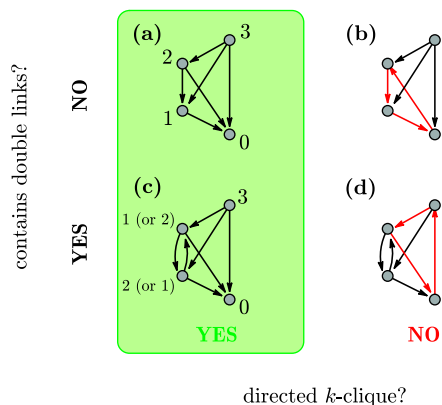 (a)
3
(b)
2
1
0
contains double links?
NO
(c)
3
(d)
1 (or 2)
2 (or 1)
0
YES
YES
NO
directed k-clique?